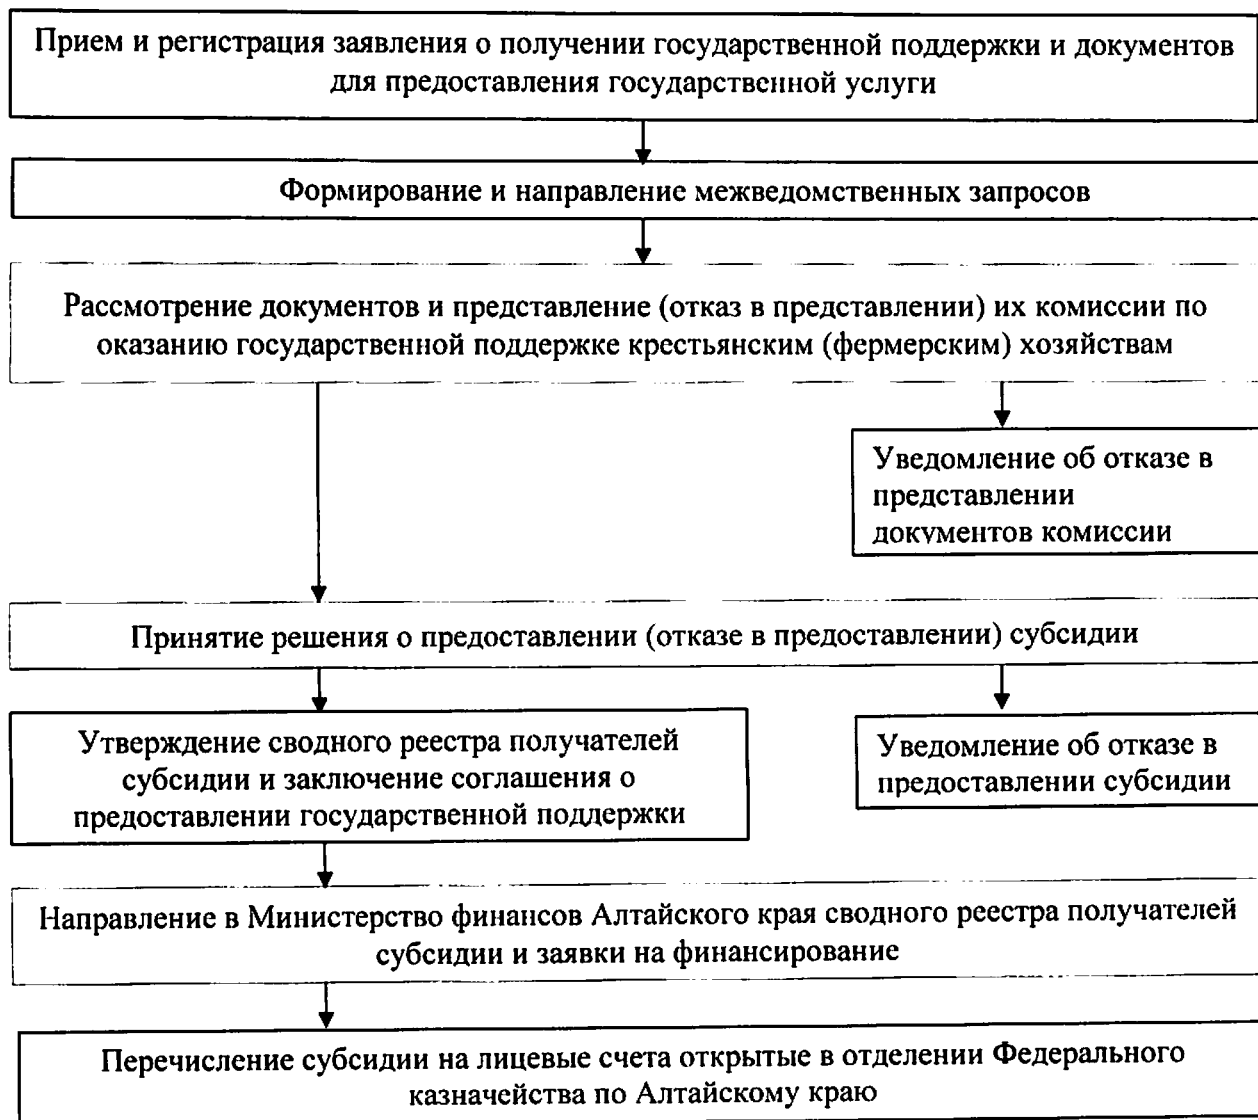 Прием и регистрация заявления о получении государственной поддержки и документов
для предоставления государственной услуги
Формирование и направление межведомственных запросов
Рассмотрение документов и представление (отказ в представлении) их комиссии по
оказанию государственной поддержке крестьянским (фермерским) хозяйствам
Уведомление об отказе в
представлении
документов комиссии
Принятие решения о предоставлении (отказе в предоставлении) субсидии
Утверждение сводного реестра получателей
субсидии и заключение соглашения о
предоставлении государственной поддержки
Уведомление об отказе в
предоставлении субсидии
Направление в Министерство финансов Алтайского края сводного реестра получателей
субсидии и заявки на финансирование
Перечисление субсидии на лицевые счета открытые в отделении Федерального
казначейства по Алтайскому краю